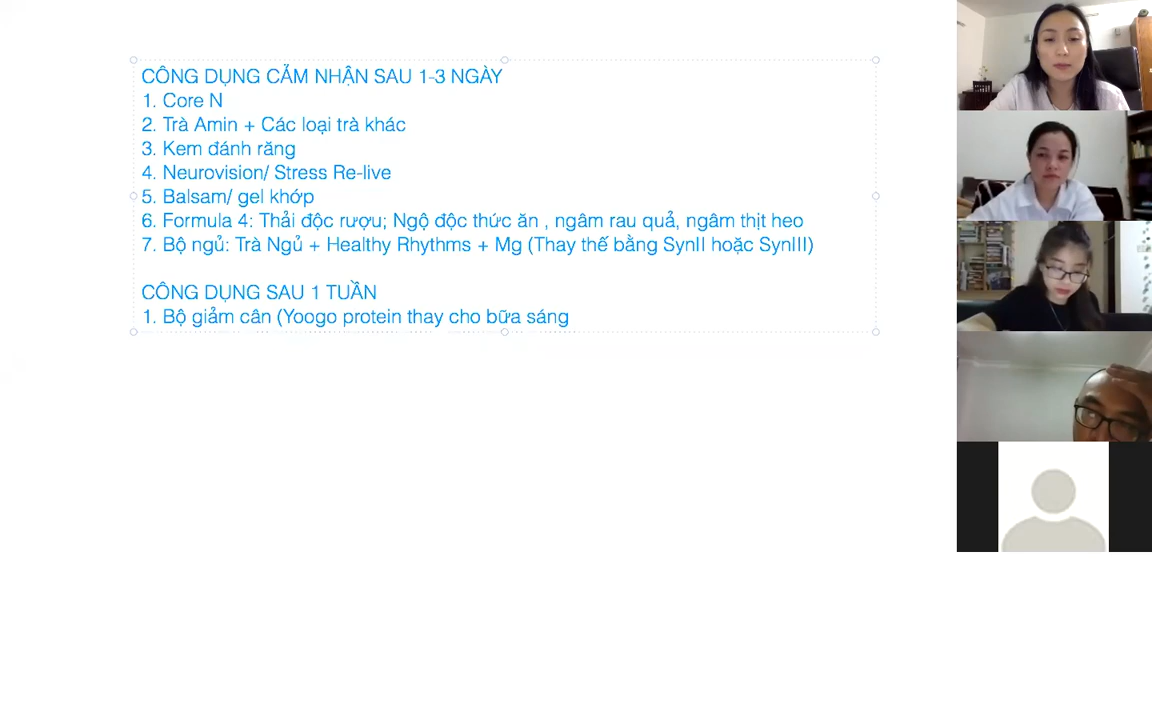 CÔNG DỤNG CẢM NHẬN SAU 1-3 NGÀY
1. Core N
2. Trà Amin + Các loại trà khác
3. Kem đánh răng
4. Neurovision/ Stress Re-live
5. Balsam/ gel khớp
6. Formula 4: Thải độc rượu; Ngộ độc thức ăn , ngâm rau quả, ngâm thịt heo
7. Bộ ngủ: Trà Ngủ + Healthy Rhythms + Mg (Thay thế bằng SynII hoặc SynIII)
CÔNG DỤNG SAU 1 TUẦN
1. Bộ giảm cân (Yoogo protein thay cho bữa sáng